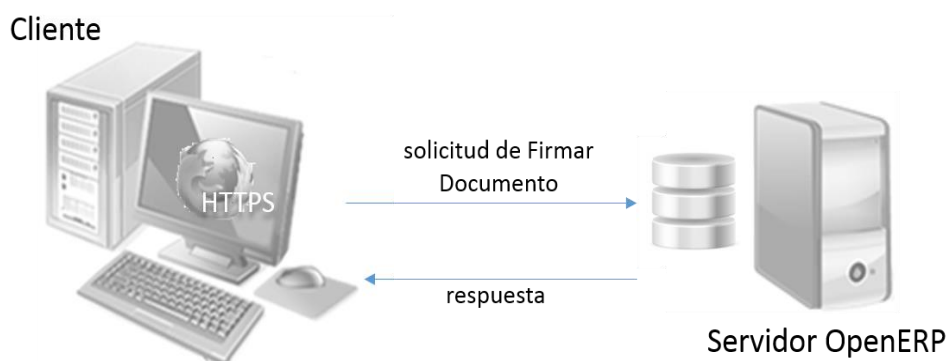 Cliente
HTTPS
solicitud de Firmar
Documento
respuesta
Servidor OpenERP